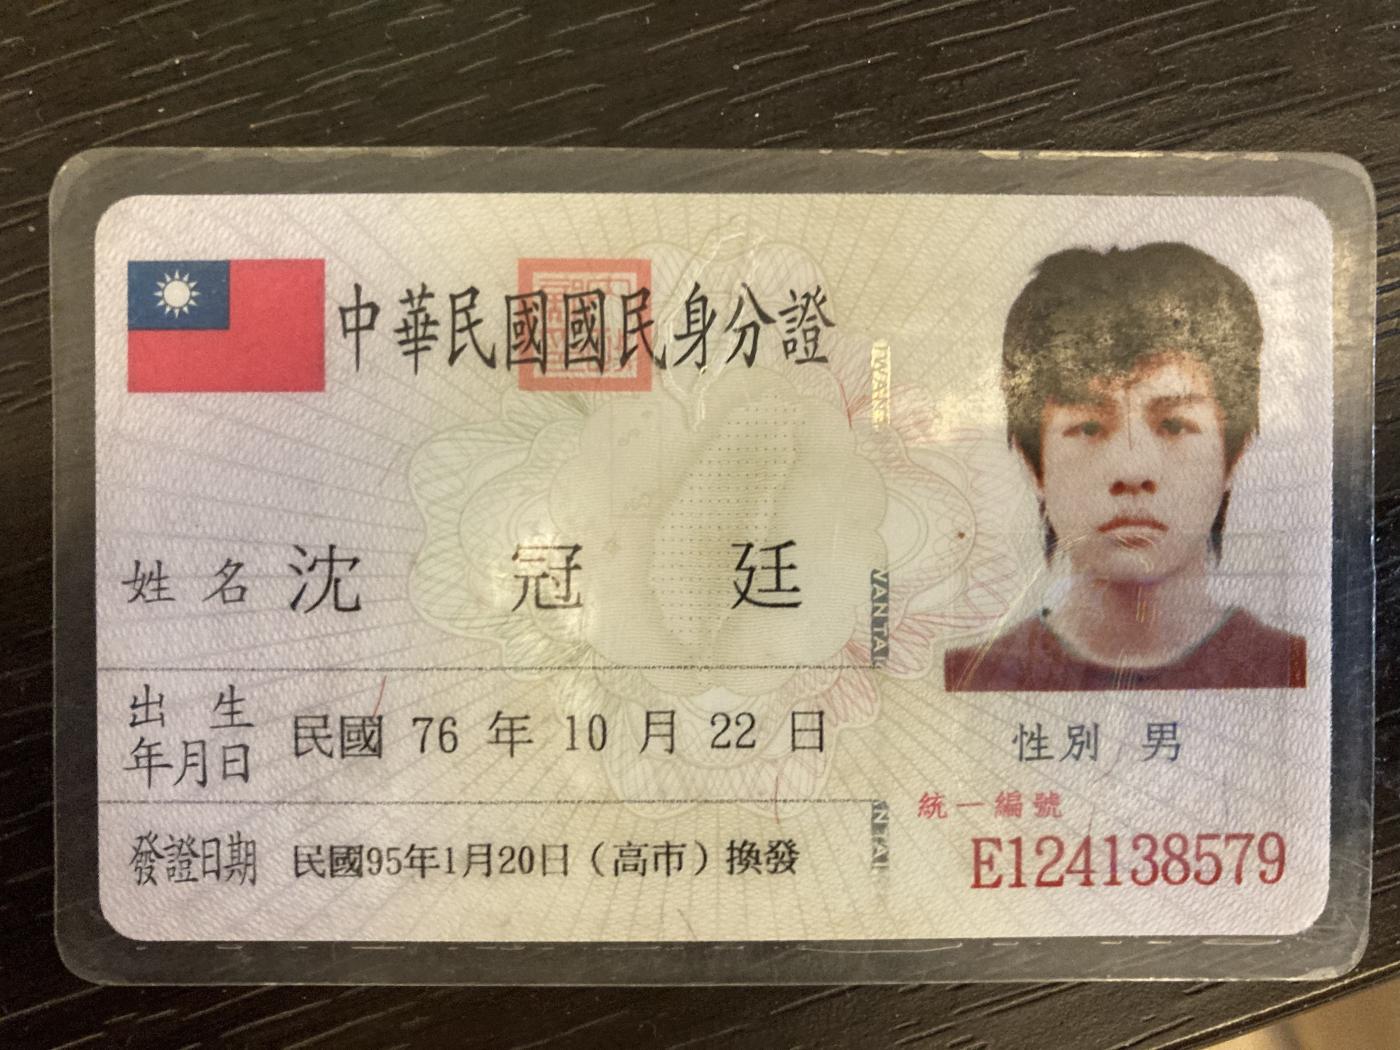 中華民國國民身分證
姓名 沈冠廷
出生年月日 民國 76 年 10 月 22 日
發證日期 民國95年1月20日（高市）換發
性別 男
統一編號
E124138579